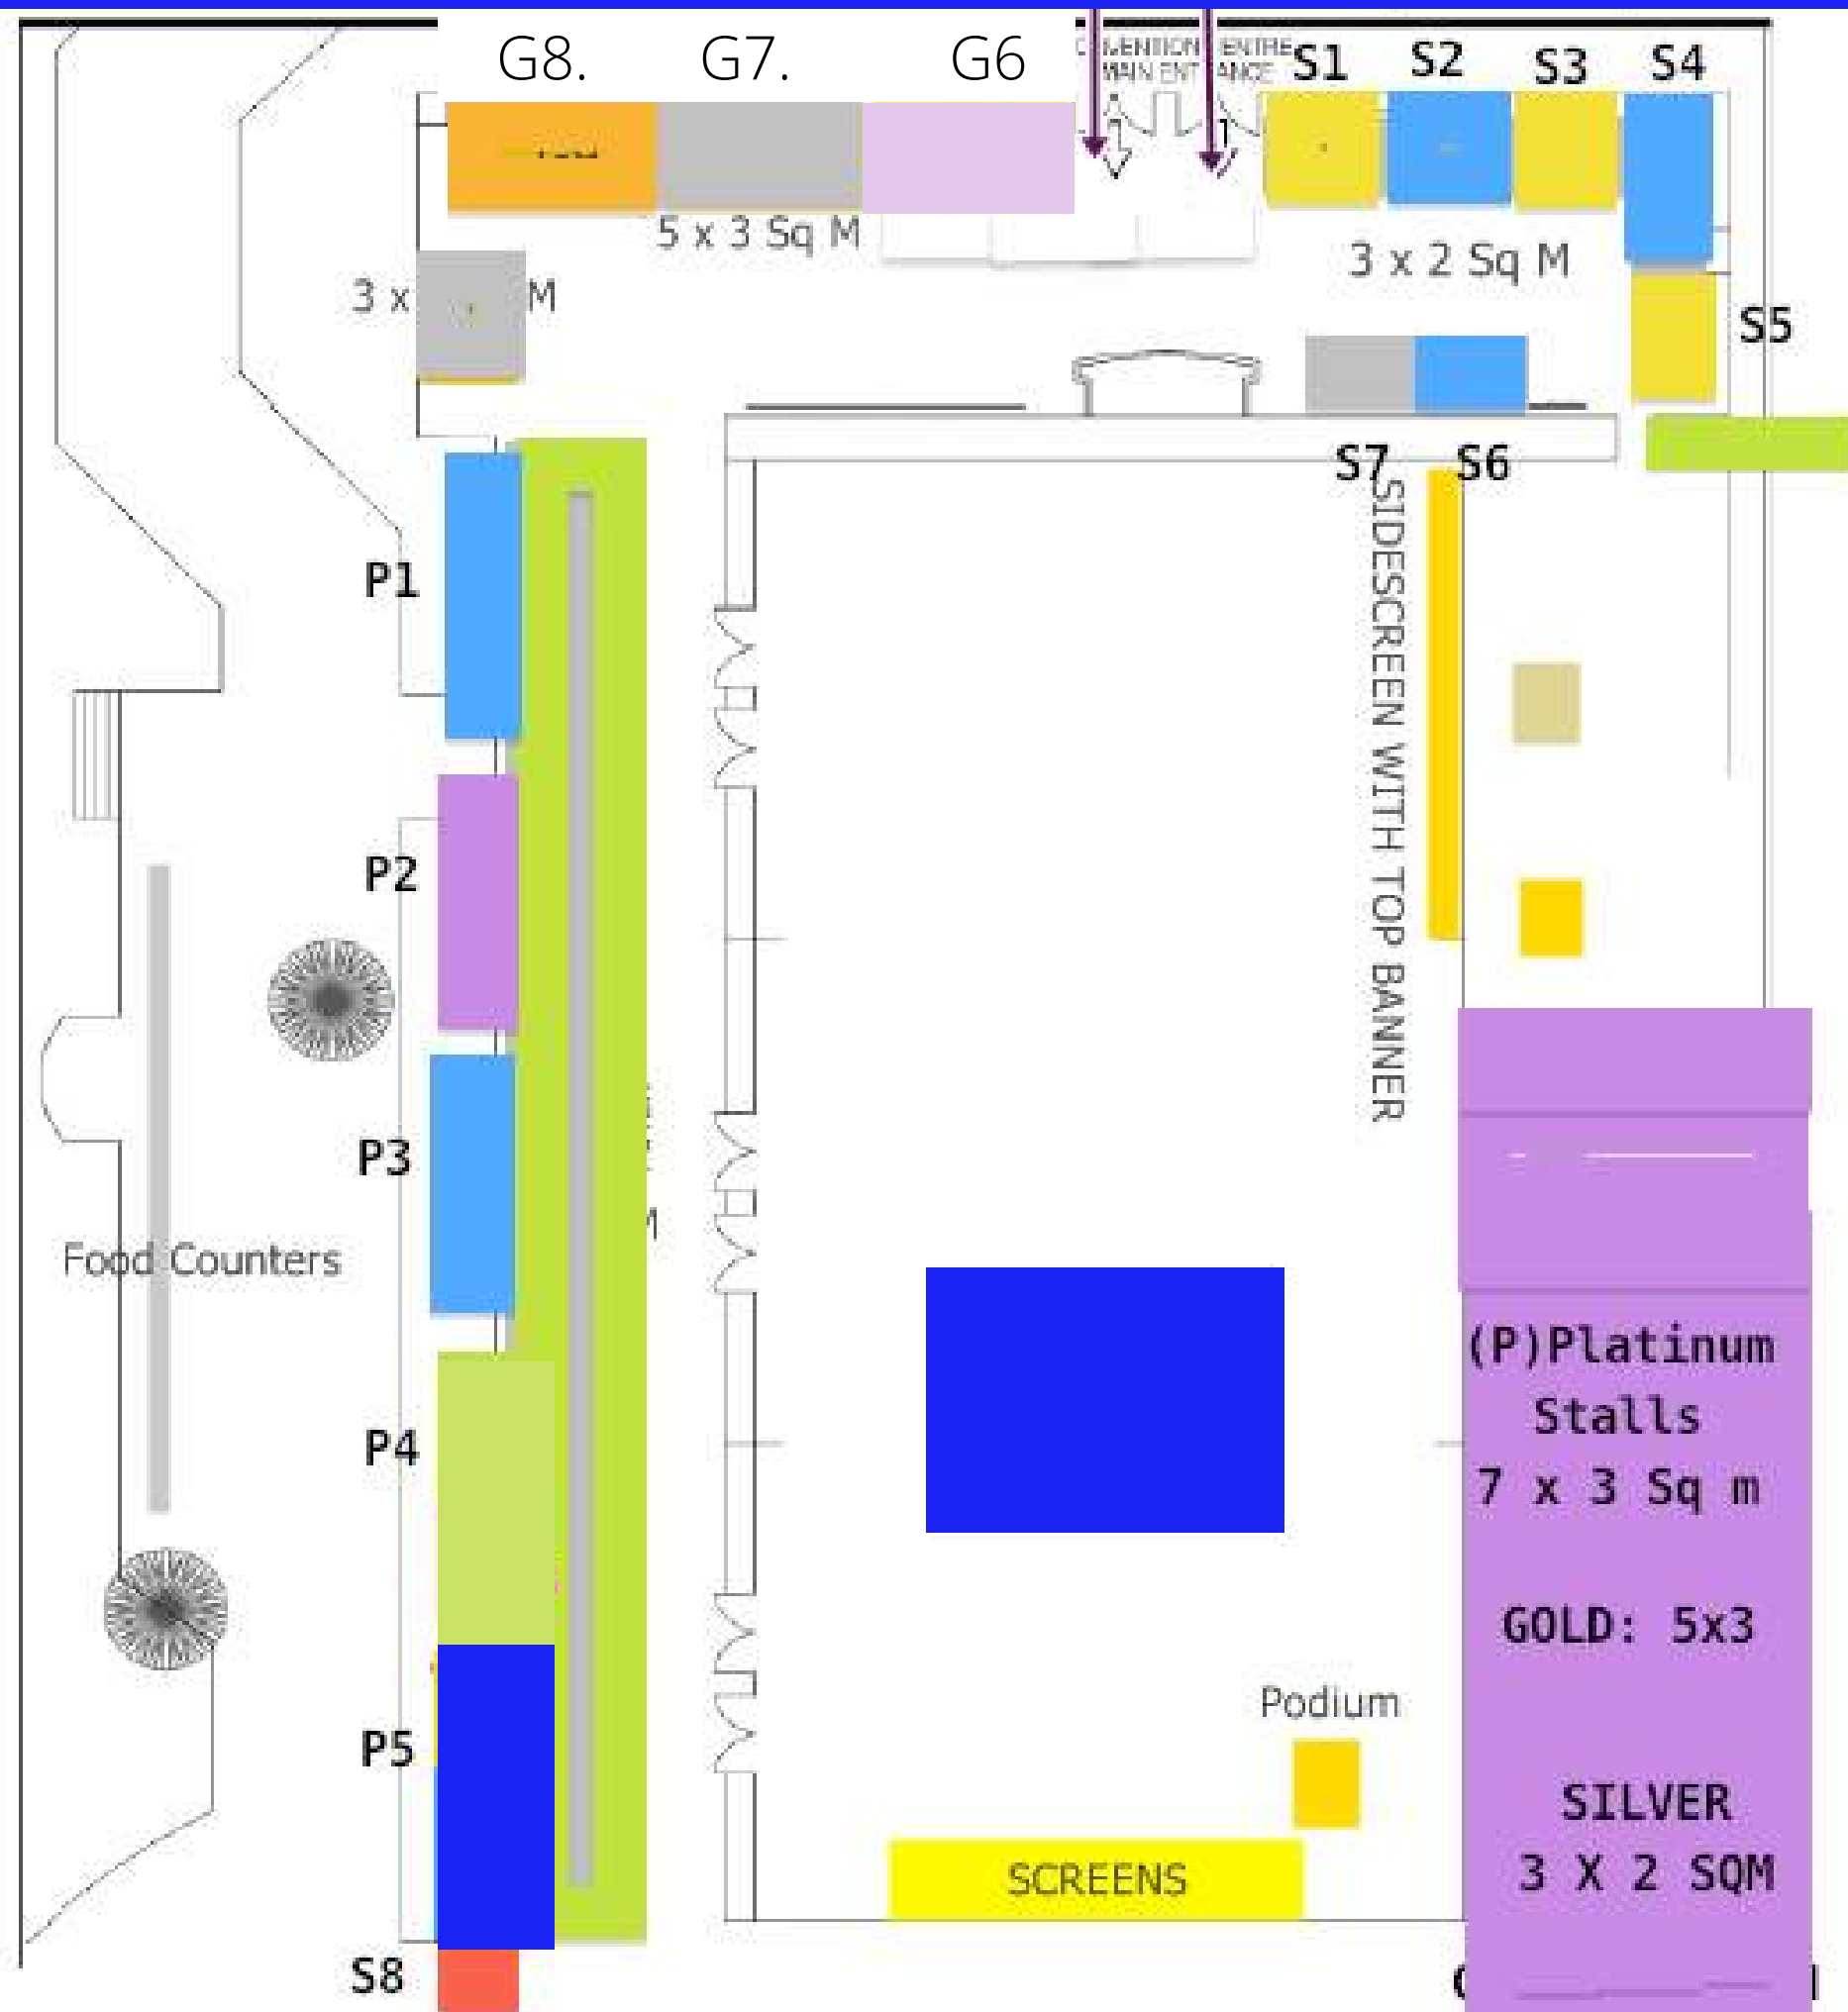 G8.
G7.
G6
S1
S2
S3
S4
5 x 3 Sq M
3 x 2 Sq M
3 x
M
S5
S7
S6
P1
SIDESCREEN WITH TOP BANNER
P2
P3
Food Counters
(P)Platinum
Stalls
7 x 3 Sq m
P4
GOLD: 5x3
Podium
P5
SILVER
3 X 2 SQM
SCREENS
S8